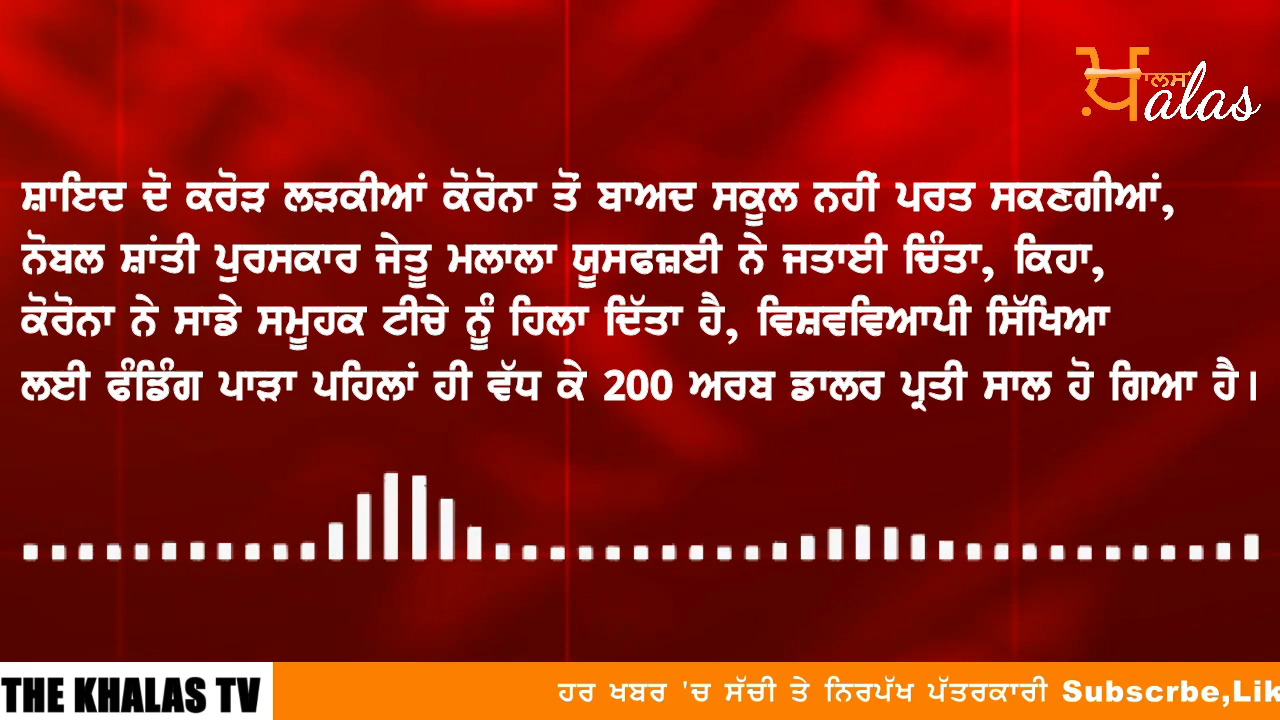 ਖ਼ਾਲਸ alas
ਸ਼ਾਇਦ ਦੋ ਕਰੋੜ ਲੜਕੀਆਂ ਕੋਰੋਨਾ ਤੋਂ ਬਾਅਦ ਸਕੂਲ ਨਹੀਂ ਪਰਤ ਸਕਣਗੀਆਂ,
ਨੋਬਲ ਸ਼ਾਂਤੀ ਪੁਰਸਕਾਰ ਜੇਤੂ ਮਲਾਲਾ ਯੂਸਫਜ਼ਈ ਨੇ ਜਤਾਈ ਚਿੰਤਾ, ਕਿਹਾ,
ਕੋਰੋਨਾ ਨੇ ਸਾਡੇ ਸਮੂਹਕ ਟੀਚੇ ਨੂੰ ਹਿਲਾ ਦਿੱਤਾ ਹੈ, ਵਿਸ਼ਵਵਿਆਪੀ ਸਿੱਖਿਆ
ਲਈ ਫੰਡਿੰਗ ਪਾੜਾ ਪਹਿਲਾਂ ਹੀ ਵੱਧ ਕੇ 200 ਅਰਬ ਡਾਲਰ ਪ੍ਰਤੀ ਸਾਲ ਹੋ ਗਿਆ ਹੈ।
THE KHALAS TV ਹਰ ਖਬਰ 'ਚ ਸੱਚੀ ਤੇ ਨਿਰਪੱਖ ਪੱਤਰਕਾਰੀ Subscrbe,Lik